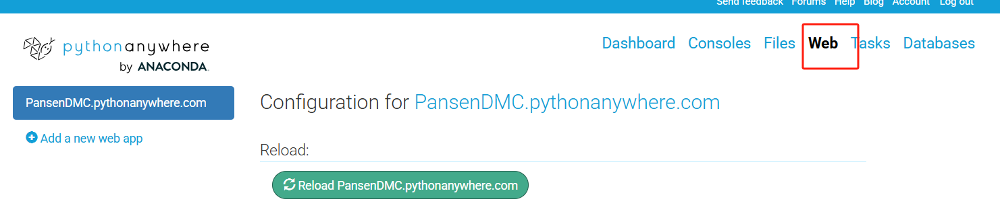 Send feedback Forums Help Blog Account Log out
pythonanywhere
by ANACONDA.
Dashboard Consoles Files Web Tasks Databases
PansenDMC.pythonanywhere.com
Add a new web app
Configuration for PansenDMC.pythonanywhere.com
Reload:
Reload PansenDMC.pythonanywhere.com